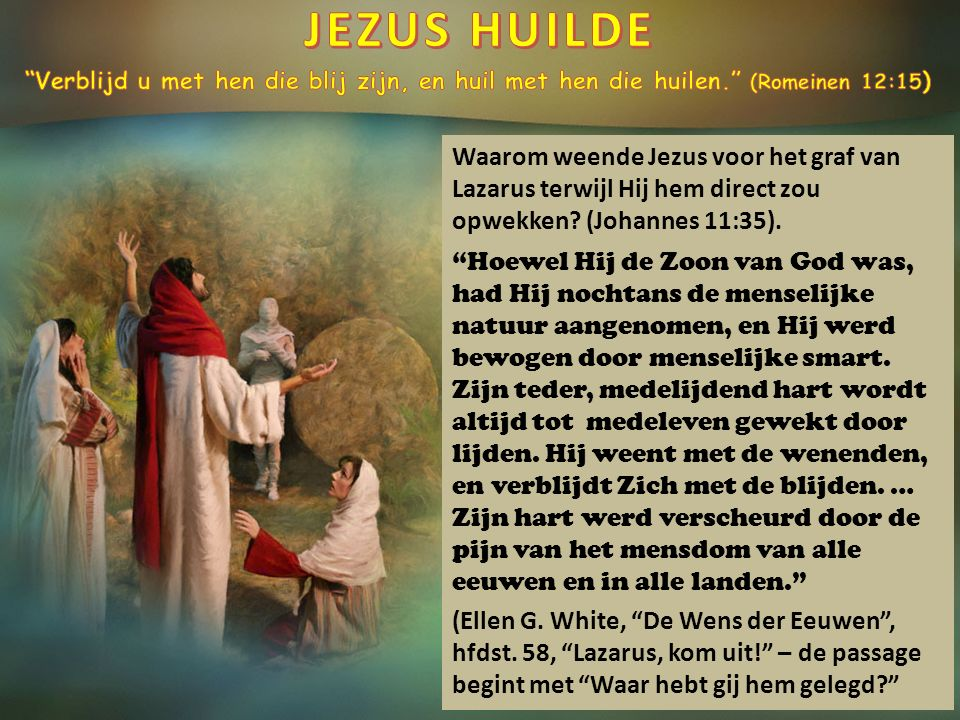 JEZUS HUILDE
“Verblijd u met hen die blij zijn, en huil met hen die huilen.” (Romeinen 12:15)
Waarom weende Jezus voor het graf van
Lazarus terwijl Hij hem direct zou
opwekken? (Johannes 11:35).
“Hoewel Hij de Zoon van God was,
had Hij nochtans de menselijke
natuur aangenomen, en Hij werd
bewogen door menselijke smart.
Zijn teder, medelijdend hart wordt
altijd tot medeleven gewekt door
lijden. Hij weent met de wenenden,
en verblijdt Zich met de blijden. …
Zijn hart werd verscheurd door de
pijn van het mensdom van alle
eeuwen en in alle landen.”
(Ellen G. White, “De Wens der Eeuwen”,
hfdst. 58, “Lazarus, kom uit!” – de passage
begint met “Waar hebt gij hem gelegd?”